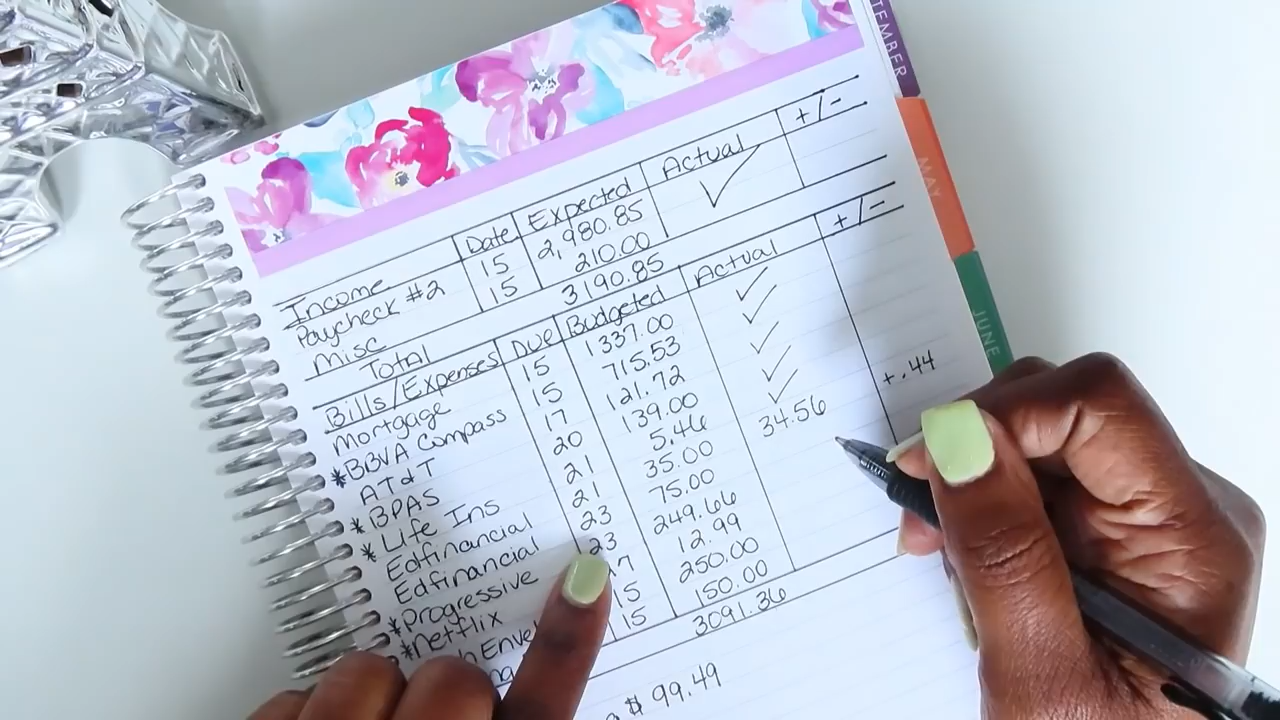 TEMBER
MAY
JUNE
Income Date Expected Actual +/-
Paycheck #2 15 2,980.85 ✓
Misc 15 210.00
Total 3190.85
Bills/Expenses Due Budgeted Actual +/-
Mortgage 15 1337.00 ✓
*BBVA Compass 15 715.53 ✓
AT&T 17 121.72 ✓
*BPAS 20 139.00 ✓
*Life Ins 21 5.46 ✓
Edfinancial 21 35.00 34.56 +.44
Edfinancial 23 75.00
*Progressive 23 249.66
*Netflix 7 12.99
h Enve 15 250.00
15 150.00
3091.36
$ 99.49